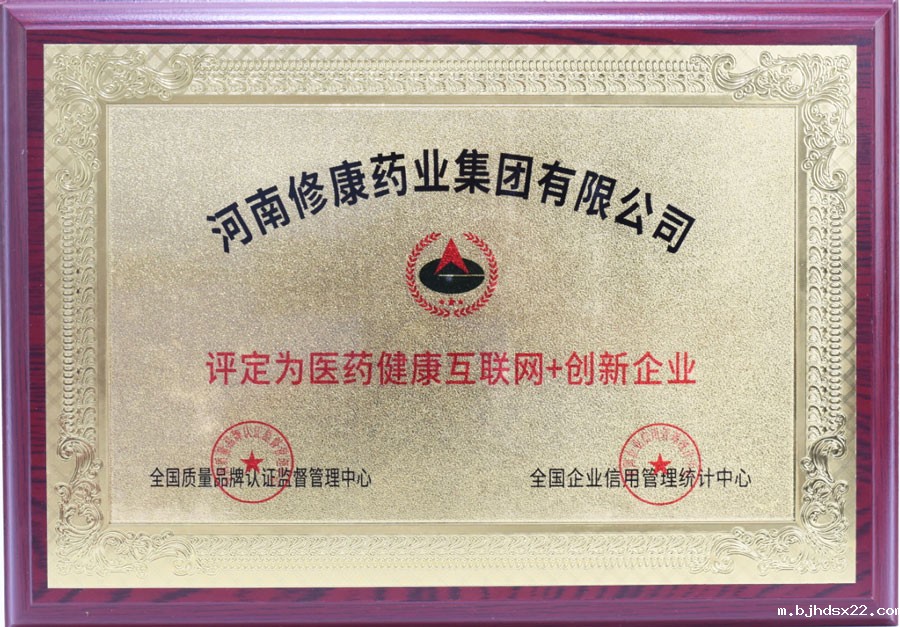 河南修康药业集团有限公司
评定为医药健康互联网+创新企业
全国质量品牌认证监督管理中心
全国企业信用管理统计中心
m.bjhdsx22.com